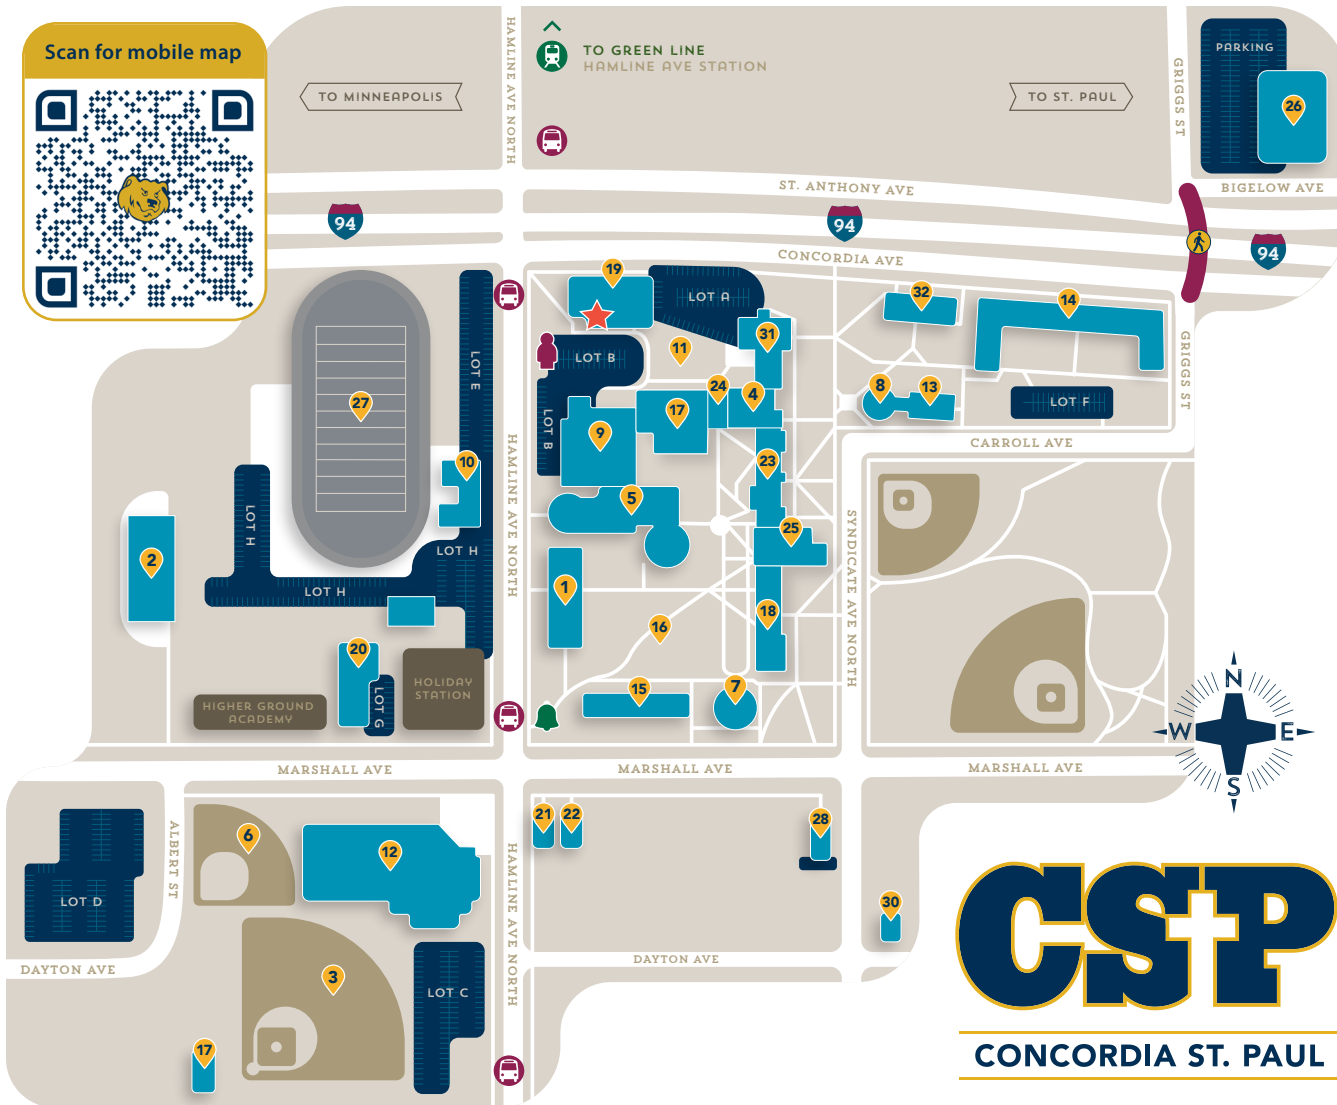 Scan for mobile map
HAMLINE AVE NORTH
TO GREEN LINE
HAMLINE AVE STATION
TO MINNEAPOLIS
TO ST. PAUL
GRIGGS ST
PARKING
26
BIGELOW AVE
ST. ANTHONY AVE
94
94
94
CONCORDIA AVE
19
LOT A
32
14
31
11
LOT B
LOT E
GRIGGS ST
27
24
4
8
13
LOT F
17
9
LOT B
CARROLL AVE
10
HAMLINE AVE NORTH
23
5
LOT H
25
SYNDICATE AVE NORTH
2
LOT H
LOT H
1
18
16
20
HOLIDAY
STATION
LOT G
HIGHER GROUND
ACADEMY
15
7
N
W
E
S
MARSHALL AVE
MARSHALL AVE
MARSHALL AVE
21
22
28
ALBERT ST
6
12
HAMLINE AVE NORTH
LOT D
30
DAYTON AVE
DAYTON AVE
3
LOT C
17
CSP
CONCORDIA ST. PAUL